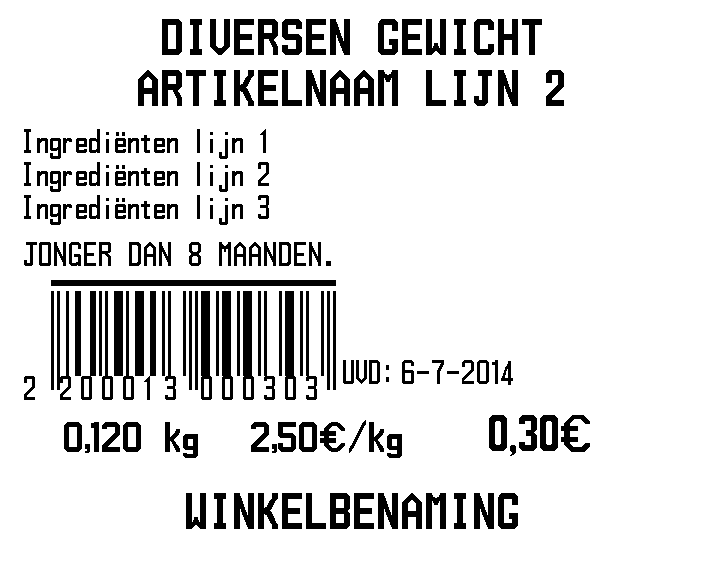 DIVERSEN GEWICHT
ARTIKELNAAM LIJN 2
Ingrediënten lijn 1
Ingrediënten lijn 2
Ingrediënten lijn 3
JONGER DAN 8 MAANDEN.
2 200013 000303
UVD: 6-7-2014
0,120 kg 2,50€/kg 0,30€
WINKELBENAMING